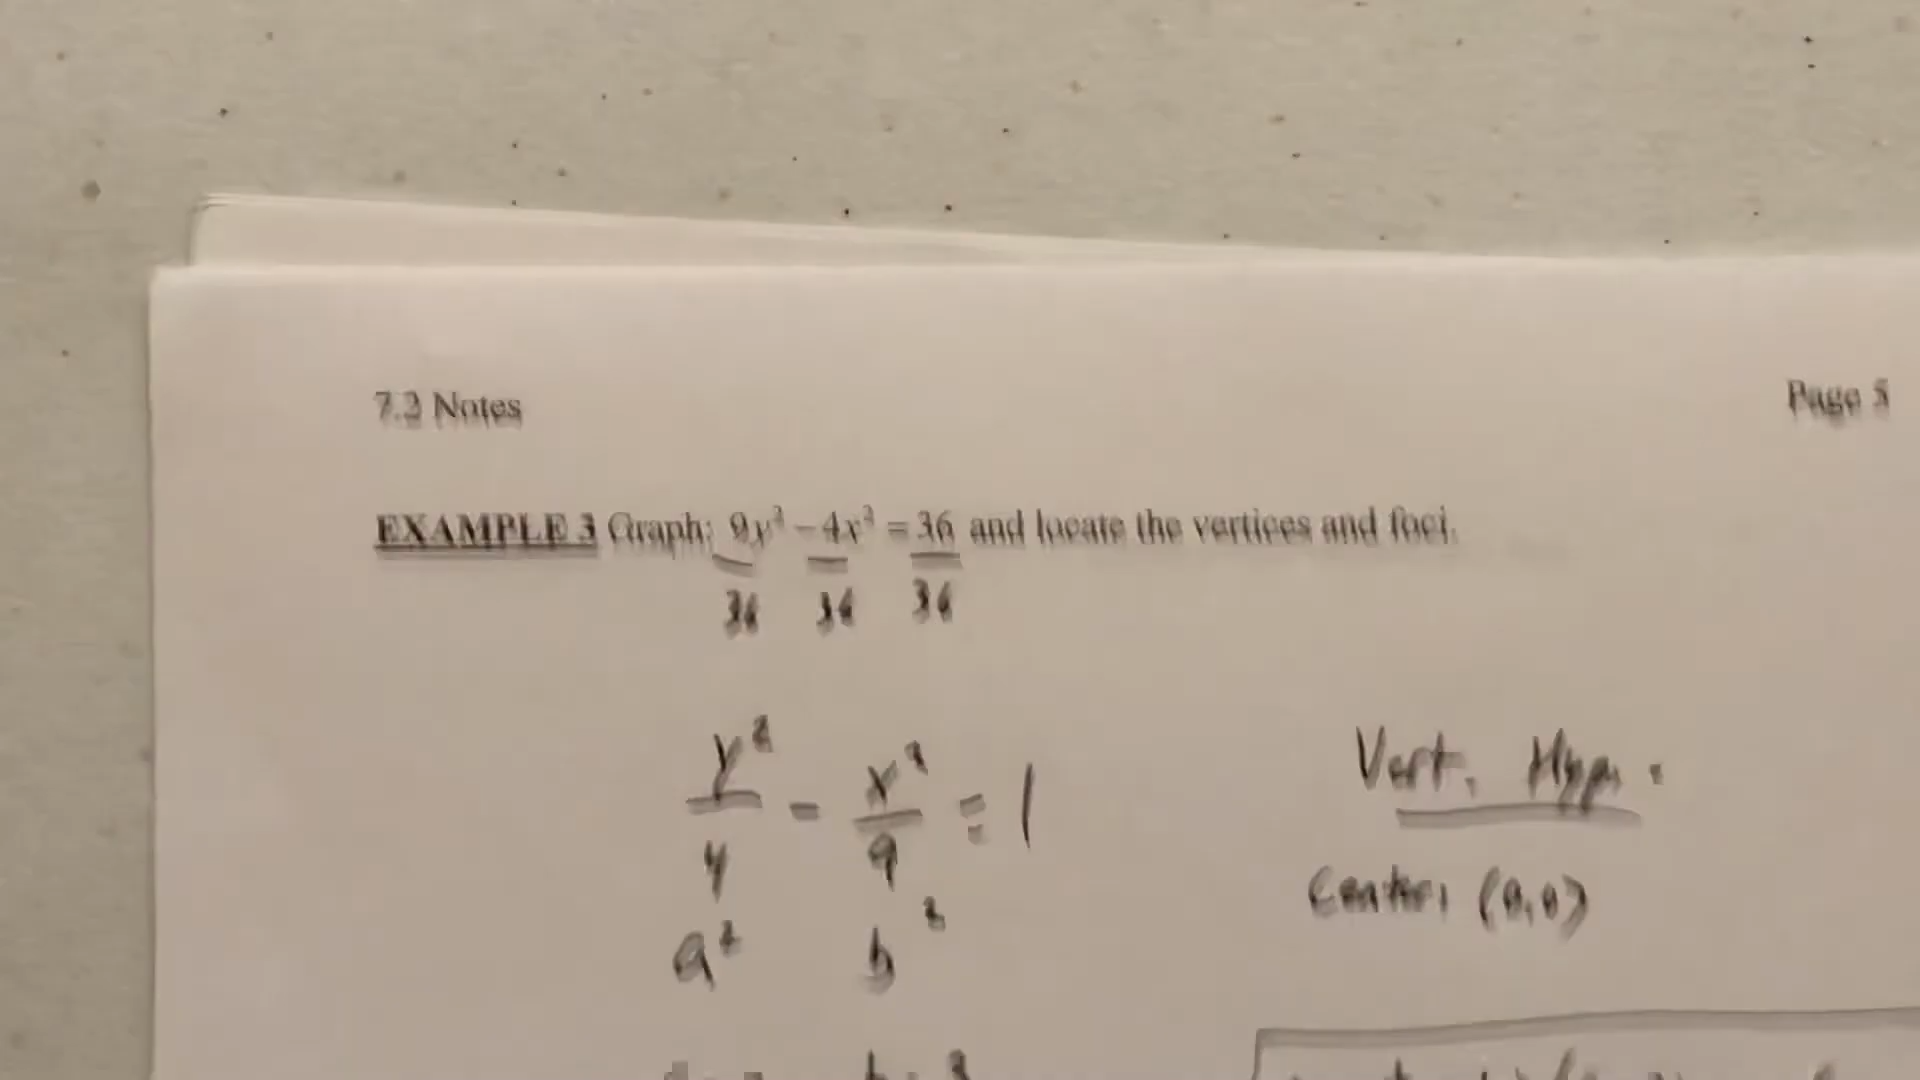 7.2 Notes
Page 5
EXAMPLE 3 Graph: 9y² − 4x² = 36 and locate the vertices and foci.
36 36 36
y² / 4 − x² / 9 = 1
Vert. Hyp.
Center: (0,0)
a² b²
b = 3